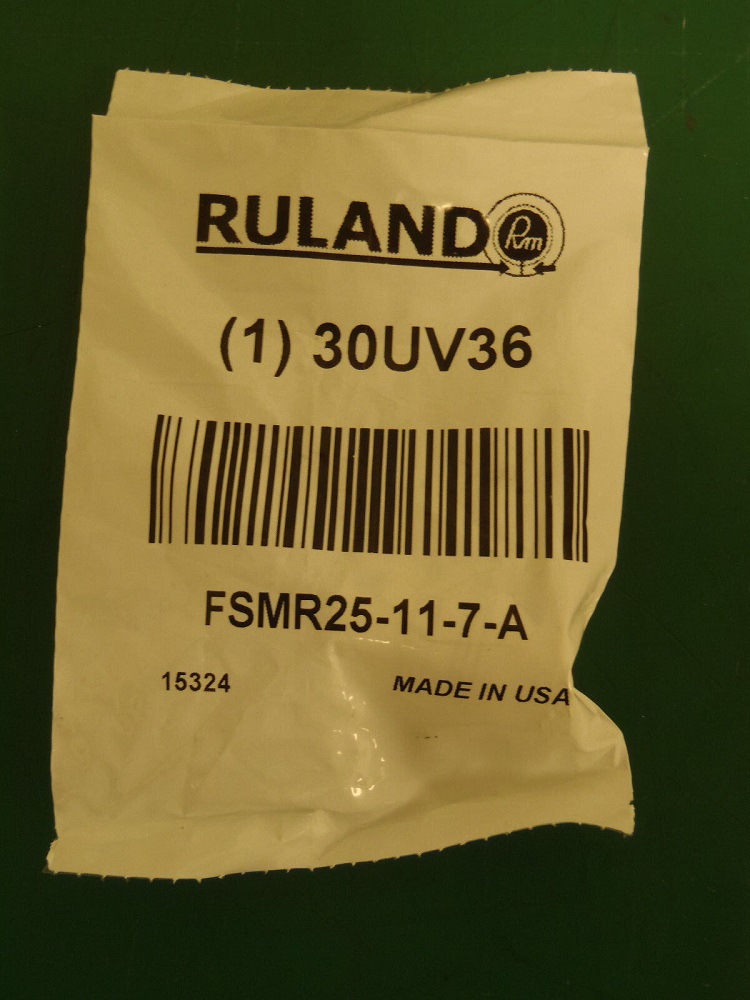 RULAND Rm
(1) 30UV36
FSMR25-11-7-A
15324 MADE IN USA